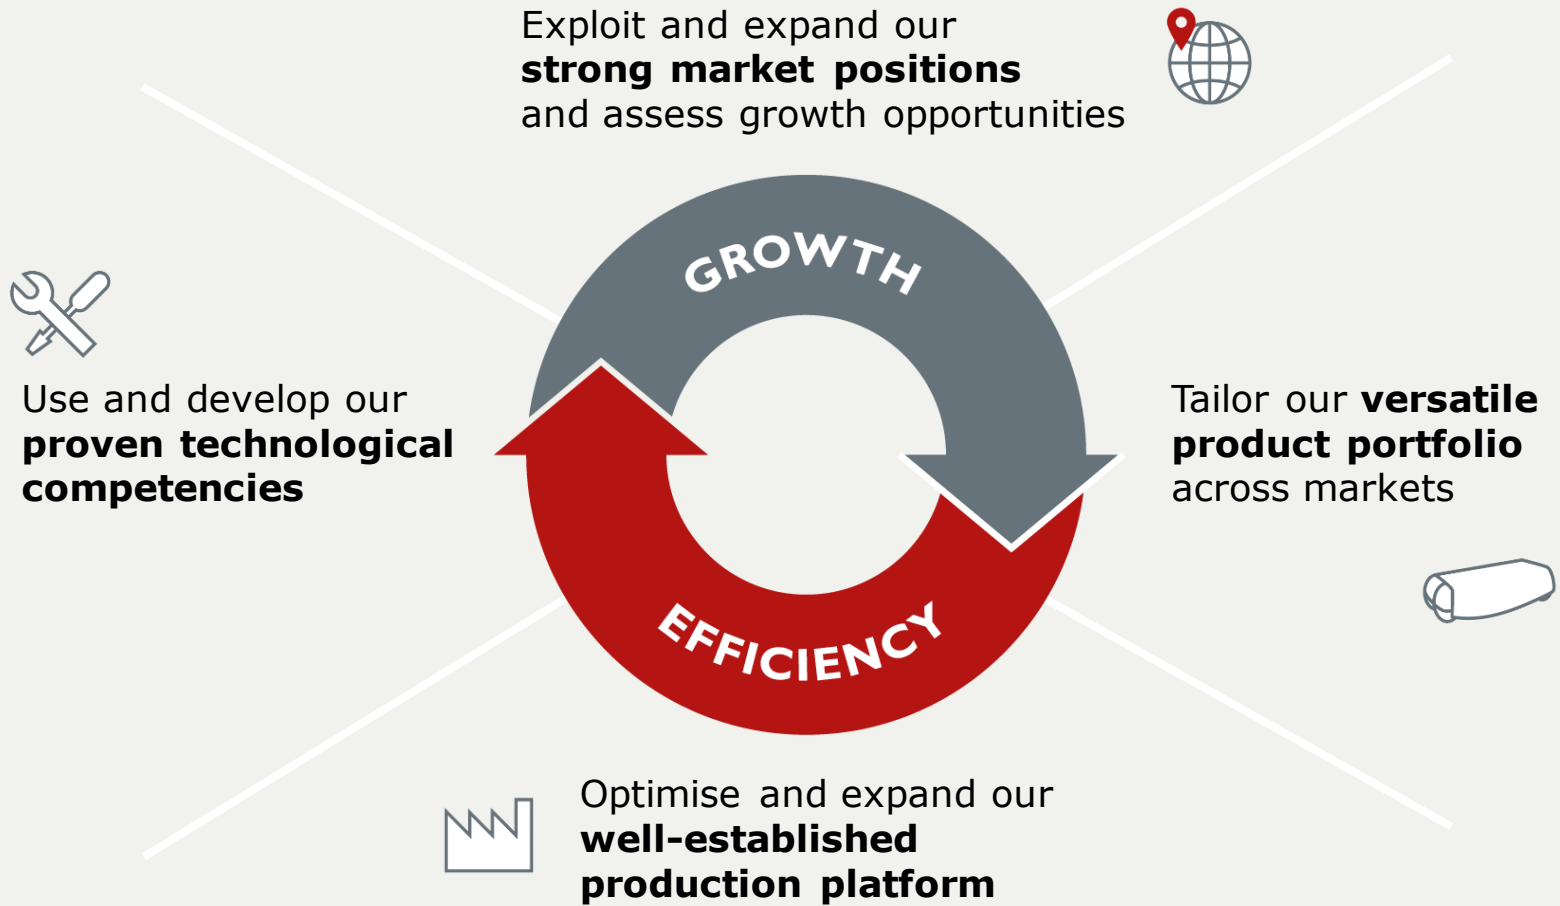 Exploit and expand our
strong market positions
and assess growth opportunities
GROWTH
Use and develop our
proven technological
competencies
Tailor our versatile
product portfolio
across markets
EFFICIENCY
Optimise and expand our
well-established
production platform